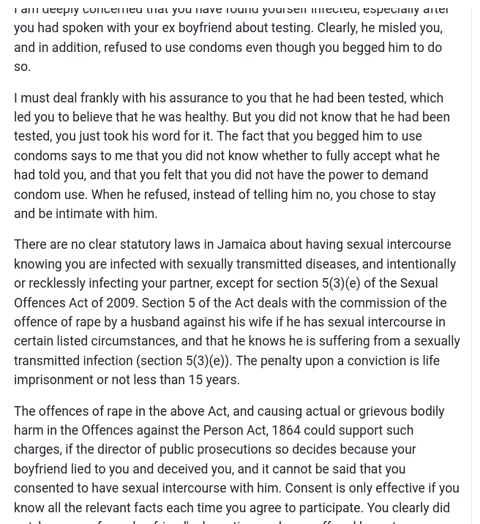 I am deeply concerned that you have found yourself infected, especially after
you had spoken with your ex boyfriend about testing. Clearly, he misled you,
and in addition, refused to use condoms even though you begged him to do
so.
I must deal frankly with his assurance to you that he had been tested, which
led you to believe that he was healthy. But you did not know that he had been
tested, you just took his word for it. The fact that you begged him to use
condoms says to me that you did not know whether to fully accept what he
had told you, and that you felt that you did not have the power to demand
condom use. When he refused, instead of telling him no, you chose to stay
and be intimate with him.
There are no clear statutory laws in Jamaica about having sexual intercourse
knowing you are infected with sexually transmitted diseases, and intentionally
or recklessly infecting your partner, except for section 5(3)(e) of the Sexual
Offences Act of 2009. Section 5 of the Act deals with the commission of the
offence of rape by a husband against his wife if he has sexual intercourse in
certain listed circumstances, and that he knows he is suffering from a sexually
transmitted infection (section 5(3)(e)). The penalty upon a conviction is life
imprisonment or not less than 15 years.
The offences of rape in the above Act, and causing actual or grievous bodily
harm in the Offences against the Person Act, 1864 could support such
charges, if the director of public prosecutions so decides because your
boyfriend lied to you and deceived you, and it cannot be said that you
consented to have sexual intercourse with him. Consent is only effective if you
know all the relevant facts each time you agree to participate. You clearly did